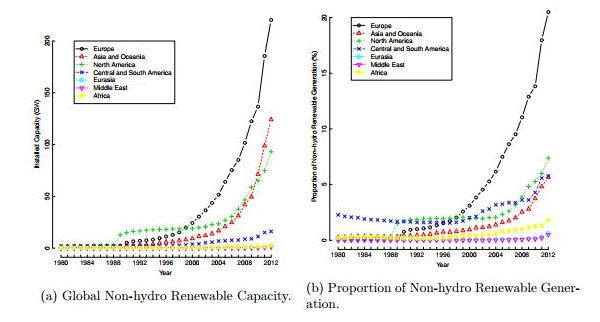 Europe
Asia and Oceania
North America
Central and South America
Eurasia
Middle East
Africa
Installed Capacity (GW)
0
50
100
150
200
1980
1984
1988
1992
1996
2000
2004
2008
2012
Year
(a) Global Non-hydro Renewable Capacity.
Europe
Asia and Oceania
North America
Central and South America
Eurasia
Middle East
Africa
Proportion of Non-hydro Renewable Generation (%)
0
5
10
15
20
1980
1984
1988
1992
1996
2000
2004
2008
2012
Year
(b) Proportion of Non-hydro Renewable Gener-
ation.